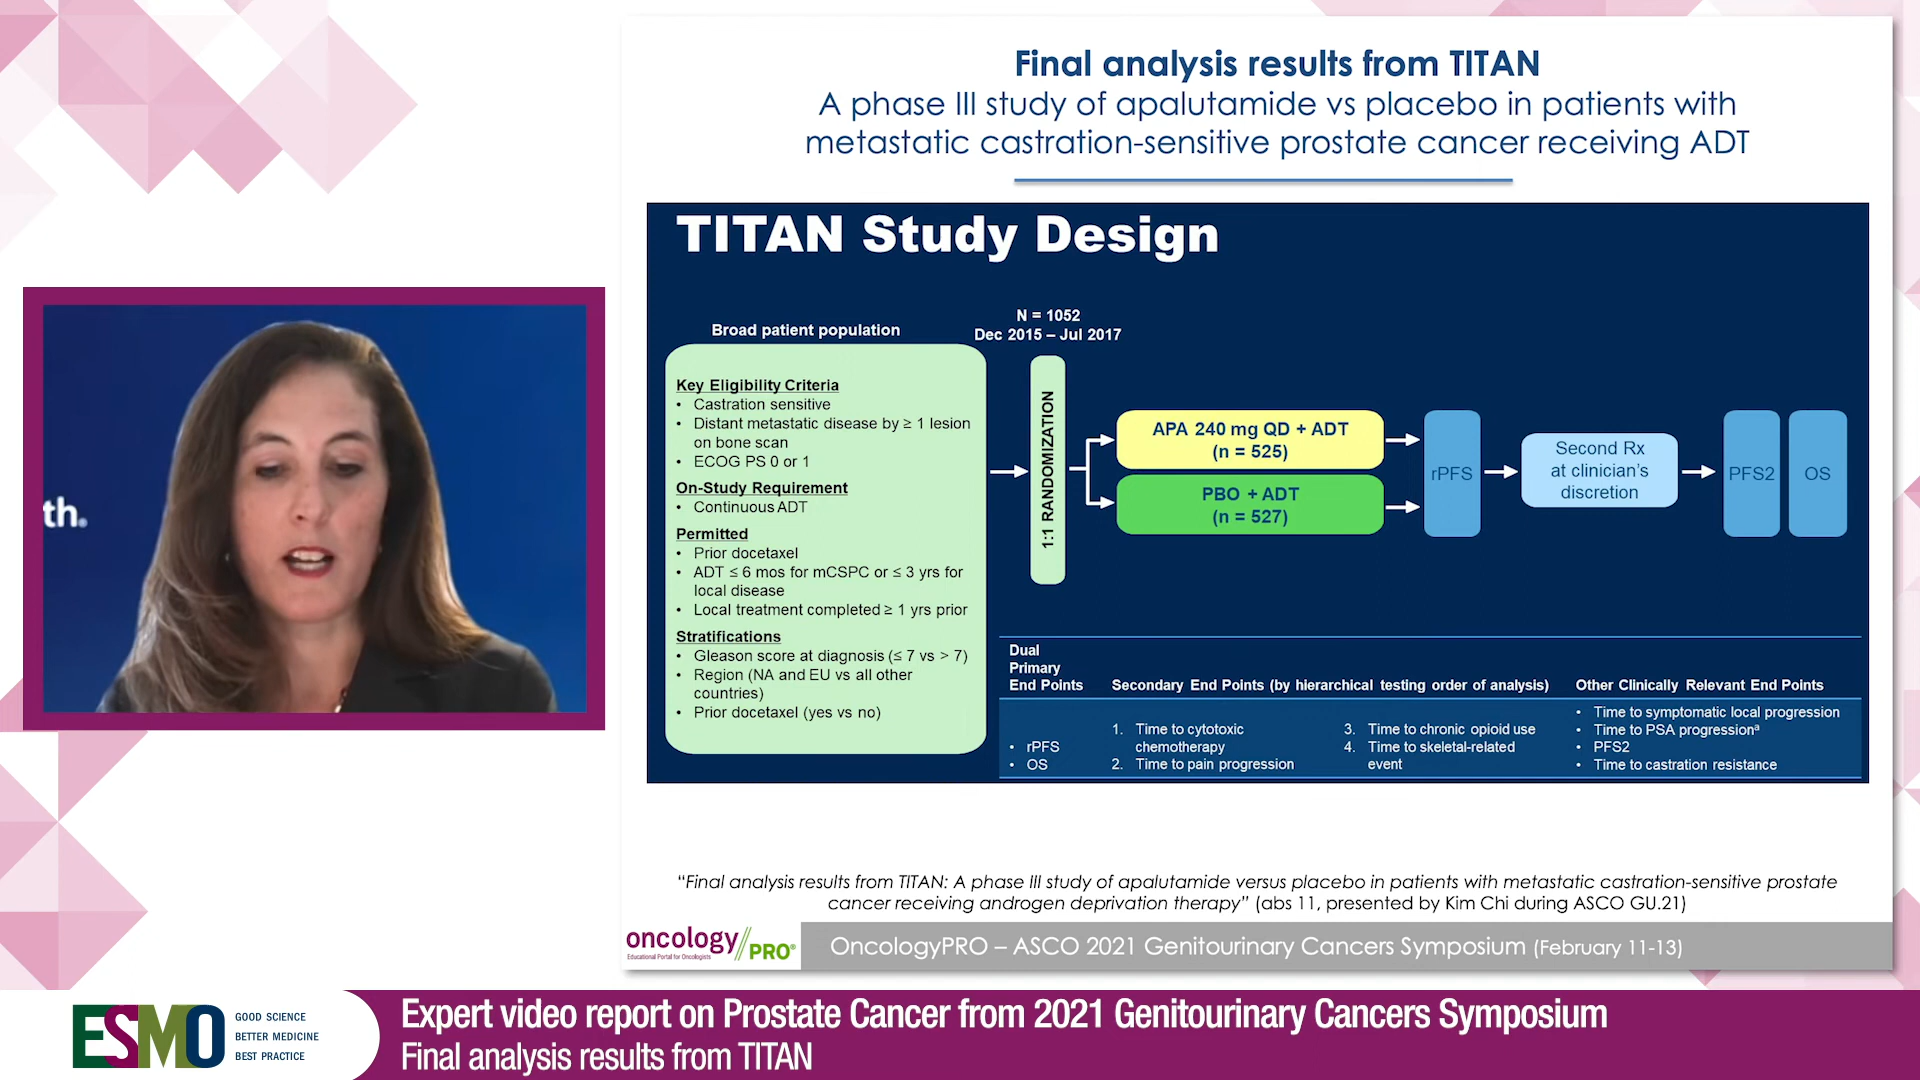 Final analysis results from TITAN
A phase III study of apalutamide vs placebo in patients with
metastatic castration-sensitive prostate cancer receiving ADT
TITAN Study Design
Broad patient population
Key Eligibility Criteria
• Castration sensitive
• Distant metastatic disease by ≥ 1 lesion
on bone scan
• ECOG PS 0 or 1
On-Study Requirement
• Continuous ADT
Permitted
• Prior docetaxel
• ADT ≤ 6 mos for mCSPC or ≤ 3 yrs for
local disease
• Local treatment completed ≥ 1 yrs prior
Stratifications
• Gleason score at diagnosis (≤ 7 vs > 7)
• Region (NA and EU vs all other
countries)
• Prior docetaxel (yes vs no)
N = 1052
Dec 2015 – Jul 2017
1:1 RANDOMIZATION
APA 240 mg QD + ADT
(n = 525)
PBO + ADT
(n = 527)
rPFS
Second Rx
at clinician's
discretion
PFS2
OS
Dual
Primary
End Points
• rPFS
• OS
Secondary End Points (by hierarchical testing order of analysis)
1. Time to cytotoxic
chemotherapy
2. Time to pain progression
3. Time to chronic opioid use
4. Time to skeletal-related
event
Other Clinically Relevant End Points
• Time to symptomatic local progression
• Time to PSA progressionᵃ
• PFS2
• Time to castration resistance
th.
"Final analysis results from TITAN: A phase III study of apalutamide versus placebo in patients with metastatic castration-sensitive prostate
cancer receiving androgen deprivation therapy" (abs 11, presented by Kim Chi during ASCO GU.21)
oncology//PRO®
Educational Portal for Oncologists
OncologyPRO – ASCO 2021 Genitourinary Cancers Symposium (February 11-13)
ESMO
GOOD SCIENCE
BETTER MEDICINE
BEST PRACTICE
Expert video report on Prostate Cancer from 2021 Genitourinary Cancers Symposium
Final analysis results from TITAN